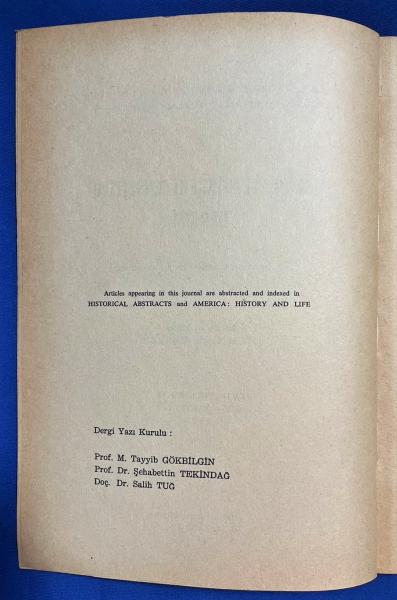 Articles appearing in this journal are abstracted and indexed in
HISTORICAL ABSTRACTS and AMERICA: HISTORY AND LIFE
Dergi Yazı Kurulu :
Prof. M. Tayyib GÖKBİLGİN
Prof. Dr. Şehabettin TEKİNDAĞ
Doç. Dr. Salih TUĞ